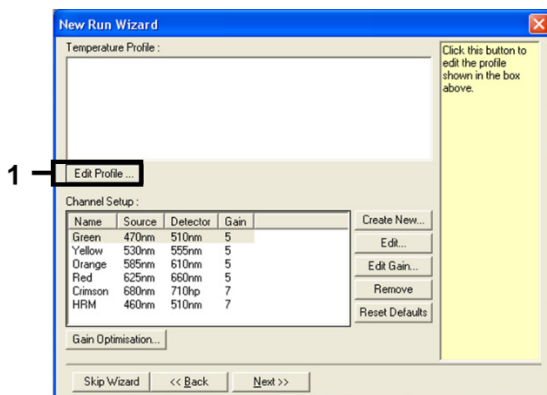 New Run Wizard
Temperature Profile :
Click this button to
edit the profile
shown in the box
above.
1
Edit Profile ...
Channel Setup :
Name Source Detector Gain
Green 470nm 510nm 5
Yellow 530nm 555nm 5
Orange 585nm 610nm 5
Red 625nm 660nm 5
Crimson 680nm 710hp 7
HRM 460nm 510nm 7
Create New...
Edit...
Edit Gain...
Remove
Reset Defaults
Gain Optimisation...
Skip Wizard << Back Next >>